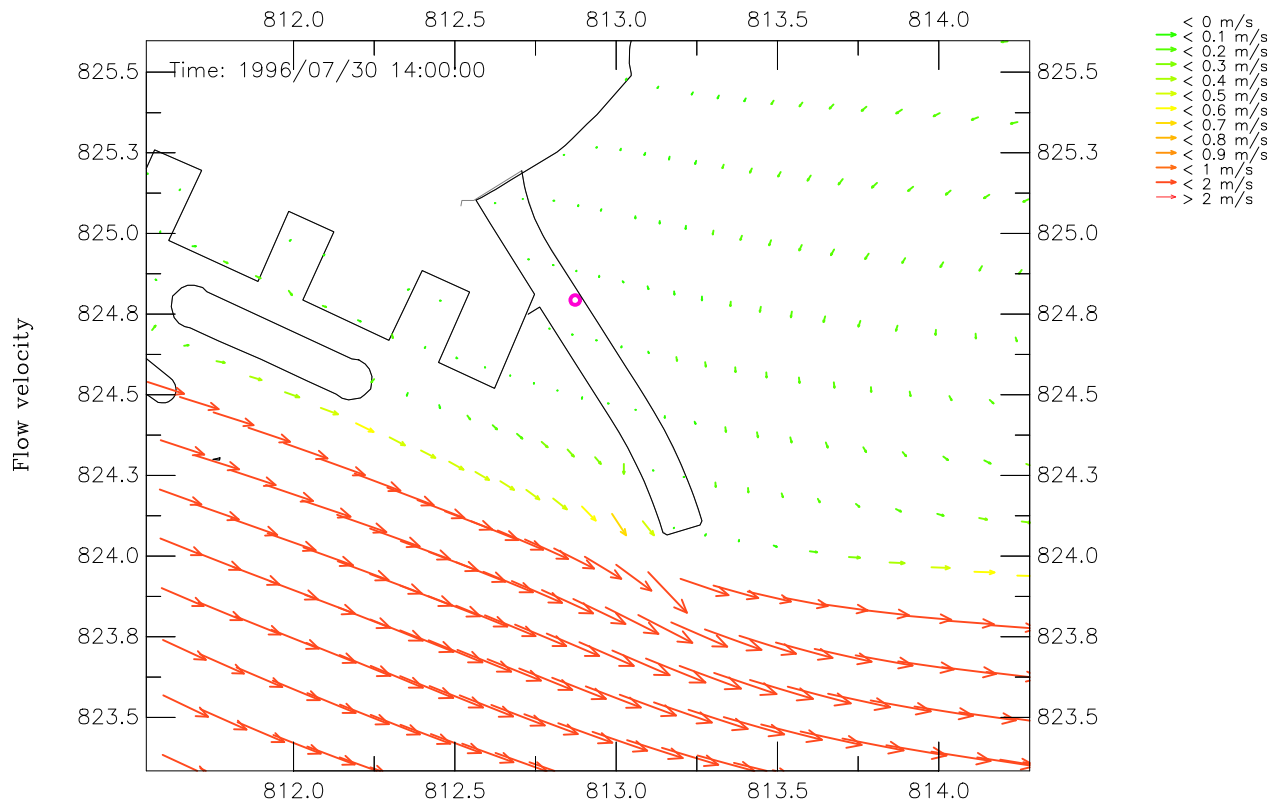 812.0 812.5 813.0 813.5 814.0
Time: 1996/07/30 14:00:00
825.5 825.5
825.3 825.3
825.0 825.0
824.8 824.8
824.5 824.5
824.3 824.3
824.0 824.0
823.8 823.8
823.5 823.5
812.0 812.5 813.0 813.5 814.0
Flow velocity
< 0 m/s
< 0.1 m/s
< 0.2 m/s
< 0.3 m/s
< 0.4 m/s
< 0.5 m/s
< 0.6 m/s
< 0.7 m/s
< 0.8 m/s
< 0.9 m/s
< 1 m/s
< 2 m/s
> 2 m/s